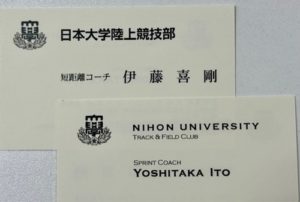 日本大学陸上競技部
短距離コーチ 伊藤喜剛
NIHON UNIVERSITY
TRACK & FIELD CLUB
SPRINT COACH
YOSHITAKA ITO